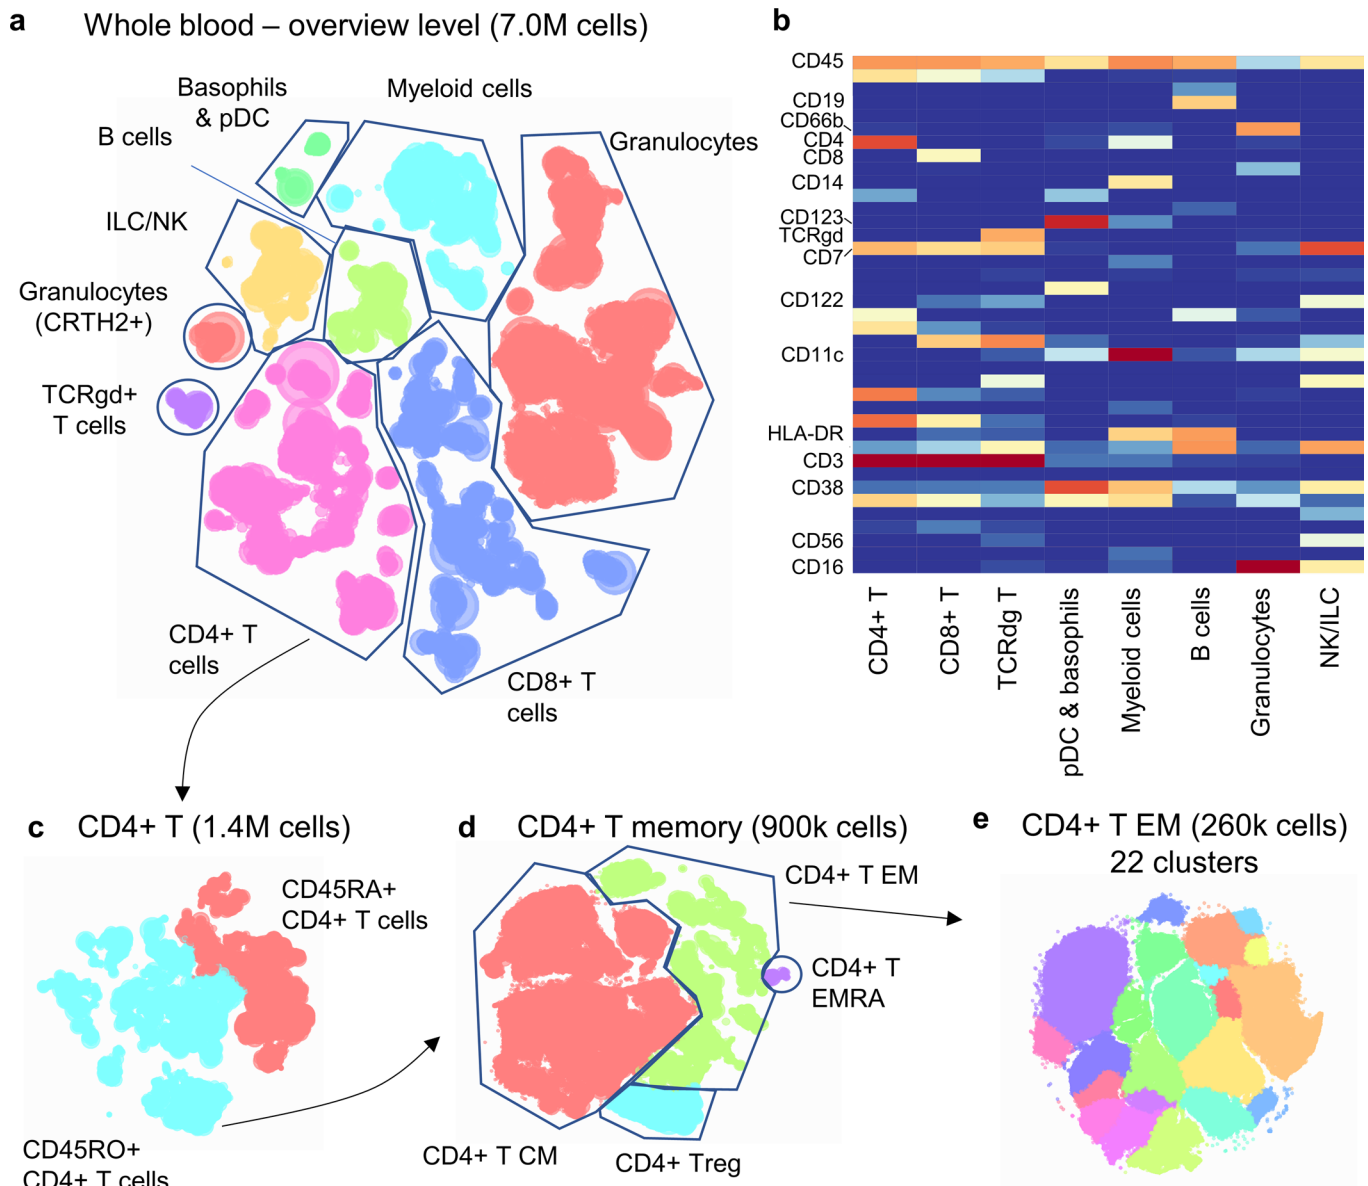 a
Whole blood – overview level (7.0M cells)
Basophils
& pDC
Myeloid cells
B cells
Granulocytes
ILC/NK
Granulocytes
(CRTH2+)
TCRgd+
T cells
CD4+ T
cells
CD8+ T
cells
b
CD45
CD19
CD66b
CD4
CD8
CD14
CD123
TCRgd
CD7
CD122
CD11c
HLA-DR
CD3
CD38
CD56
CD16
CD4+ T
CD8+ T
TCRdg T
pDC & basophils
Myeloid cells
B cells
Granulocytes
NK/ILC
c
CD4+ T (1.4M cells)
CD45RA+
CD4+ T cells
CD45RO+
CD4+ T cells
d
CD4+ T memory (900k cells)
CD4+ T EM
CD4+ T
EMRA
CD4+ T CM
CD4+ Treg
e
CD4+ T EM (260k cells)
22 clusters